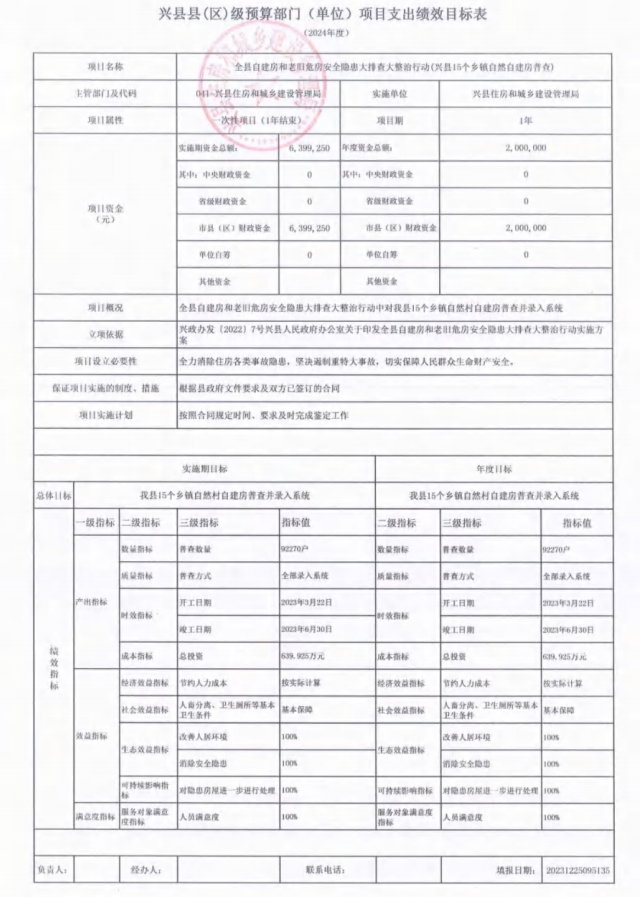 兴县县(区)级预算部门（单位）项目支出绩效目标表
(2024年度)
项目名称 全县自建房和老旧危房安全隐患大排查大整治行动(兴县15个乡镇自然自建房普查)
主管部门及代码 041-兴县住房和城乡建设管理局 实施单位 兴县住房和城乡建设管理局
项目属性 一次性项目（1年结束） 项目期 1年
项目资金
（元）
实施期资金总额: 6,399,250 年度资金总额: 2,000,000
其中: 中央财政资金 0 其中: 中央财政资金 0
省级财政资金 0 省级财政资金 0
市县（区）财政资金 6,399,250 市县（区）财政资金 2,000,000
单位自筹 0 单位自筹 0
其他资金 其他资金
项目概况 全县自建房和老旧危房安全隐患大排查大整治行动中对我县15个乡镇自然村自建房普查并录入系统
立项依据 兴政办发〔2022〕7号兴县人民政府办公室关于印发全县自建房和老旧危房安全隐患大排查大整治行动实施方
案
项目设立必要性 全力消除住房各类事故隐患，坚决遏制重特大事故，切实保障人民群众生命财产安全。
保证项目实施的制度、措施 根据县政府文件要求及双方已签订的合同
项目实施计划 按照合同规定时间、要求及时完成鉴定工作
实施期目标 年度目标
总体目标 我县15个乡镇自然村自建房普查并录入系统 我县15个乡镇自然村自建房普查并录入系统
绩效指标
一级指标 二级指标 三级指标 指标值 二级指标 三级指标 指标值
产出指标
数量指标 普查数量 92270户 数量指标 普查数量 92270户
质量指标 普查方式 全部录入系统 质量指标 普查方式 全部录入系统
时效指标 开工日期 2023年3月22日 时效指标 开工日期 2023年3月22日
竣工日期 2023年6月30日 竣工日期 2023年6月30日
成本指标 总投资 639.925万元 成本指标 总投资 639.925万元
效益指标
经济效益指标 节约人力成本 按实际计算 经济效益指标 节约人力成本 按实际计算
社会效益指标 人畜分离、卫生厕所等基本
卫生条件 基本保障 社会效益指标 人畜分离、卫生厕所等基本
卫生条件 基本保障
生态效益指标 改善人居环境 100% 生态效益指标 改善人居环境 100%
消除安全隐患 100% 消除安全隐患 100%
可持续影响指
标 对隐患房屋进一步进行处理 100% 可持续影响指标 对隐患房屋进一步进行处理 100%
满意度指标 服务对象满意
度指标 人员满意度 100% 服务对象满意度
指标 人员满意度 100%
负责人: 经办人: 联系电话: 填报日期: 20231225095135